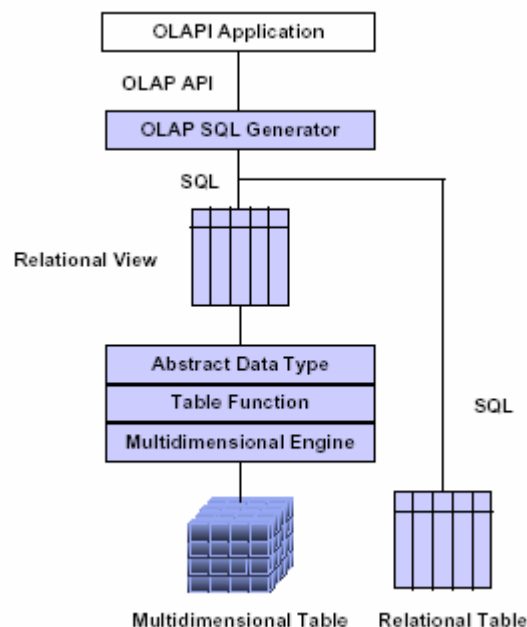 OLAPI Application
OLAP API
OLAP SQL Generator
SQL
Relational View
Abstract Data Type
Table Function
SQL
Multidimensional Engine
Multidimensional Table
Relational Table